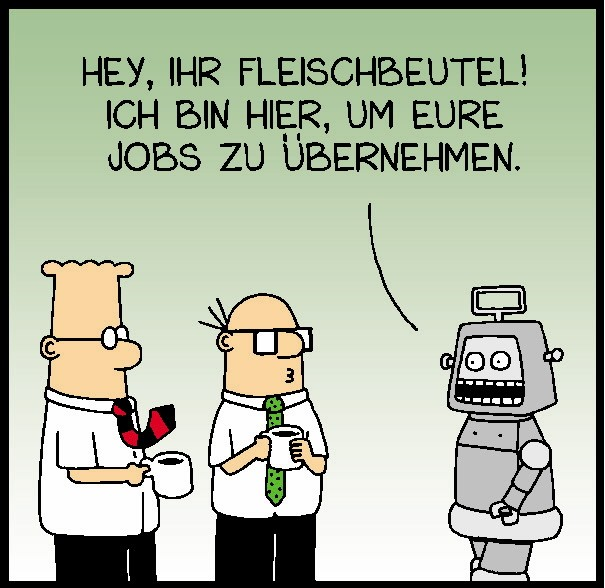 HEY, IHR FLEISCHBEUTEL!
ICH BIN HIER, UM EURE
JOBS ZU ÜBERNEHMEN.